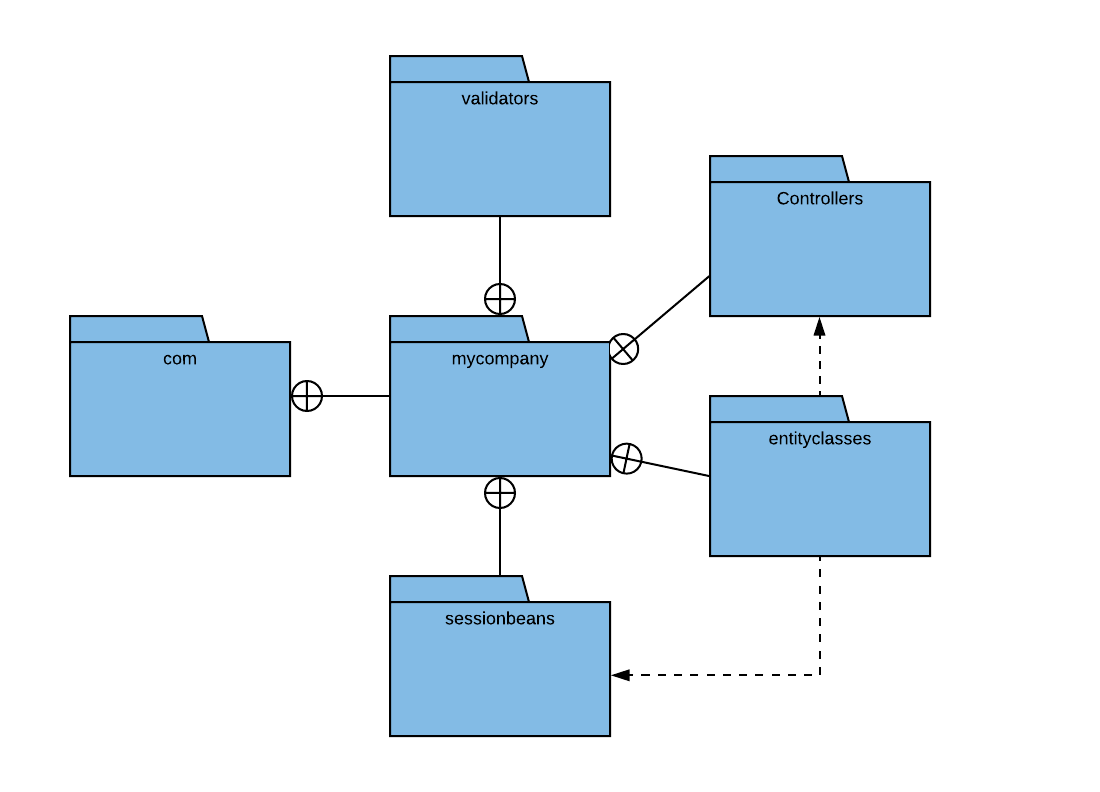 validators
Controllers
com
mycompany
entityclasses
sessionbeans